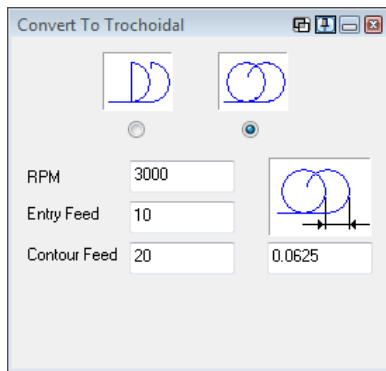 Convert To Trochoidal
RPM 3000
Entry Feed 10
Contour Feed 20 0.0625